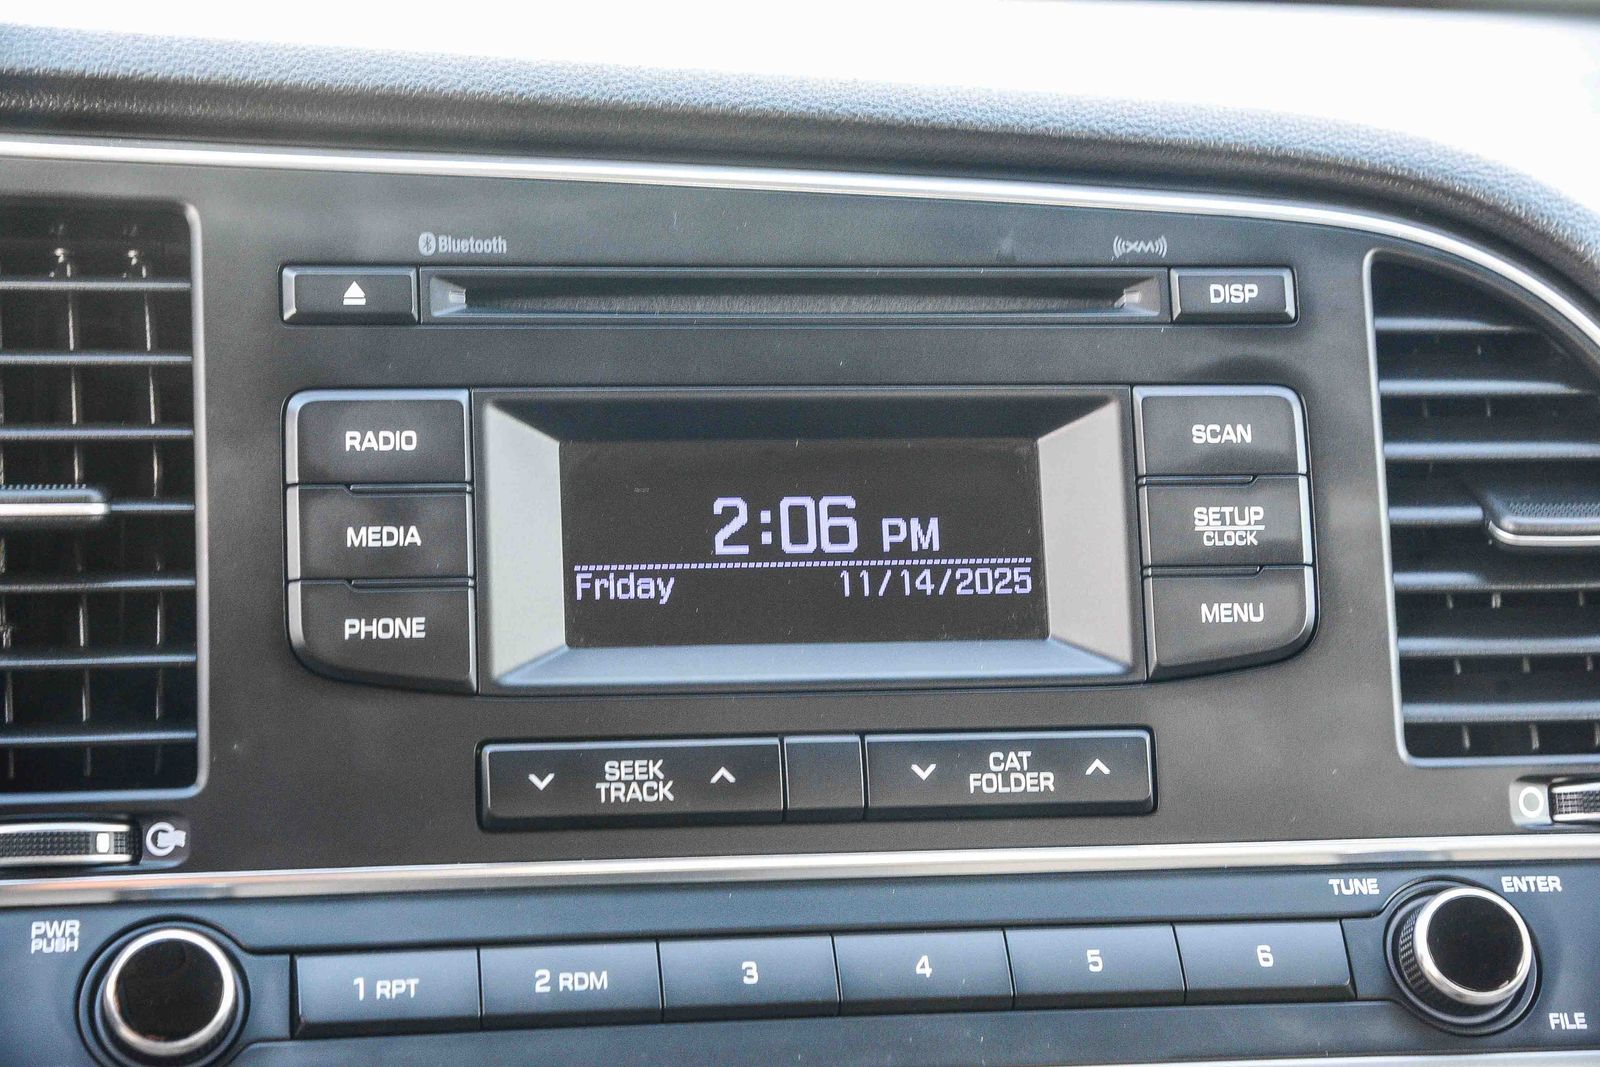 Bluetooth
((XM))
DISP
RADIO
SCAN
MEDIA
2:06 PM
SETUP
CLOCK
Friday 11/14/2025
PHONE
MENU
SEEK
TRACK
CAT
FOLDER
TUNE
ENTER
PWR
PUSH
1 RPT
2 RDM
3
4
5
6
FILE